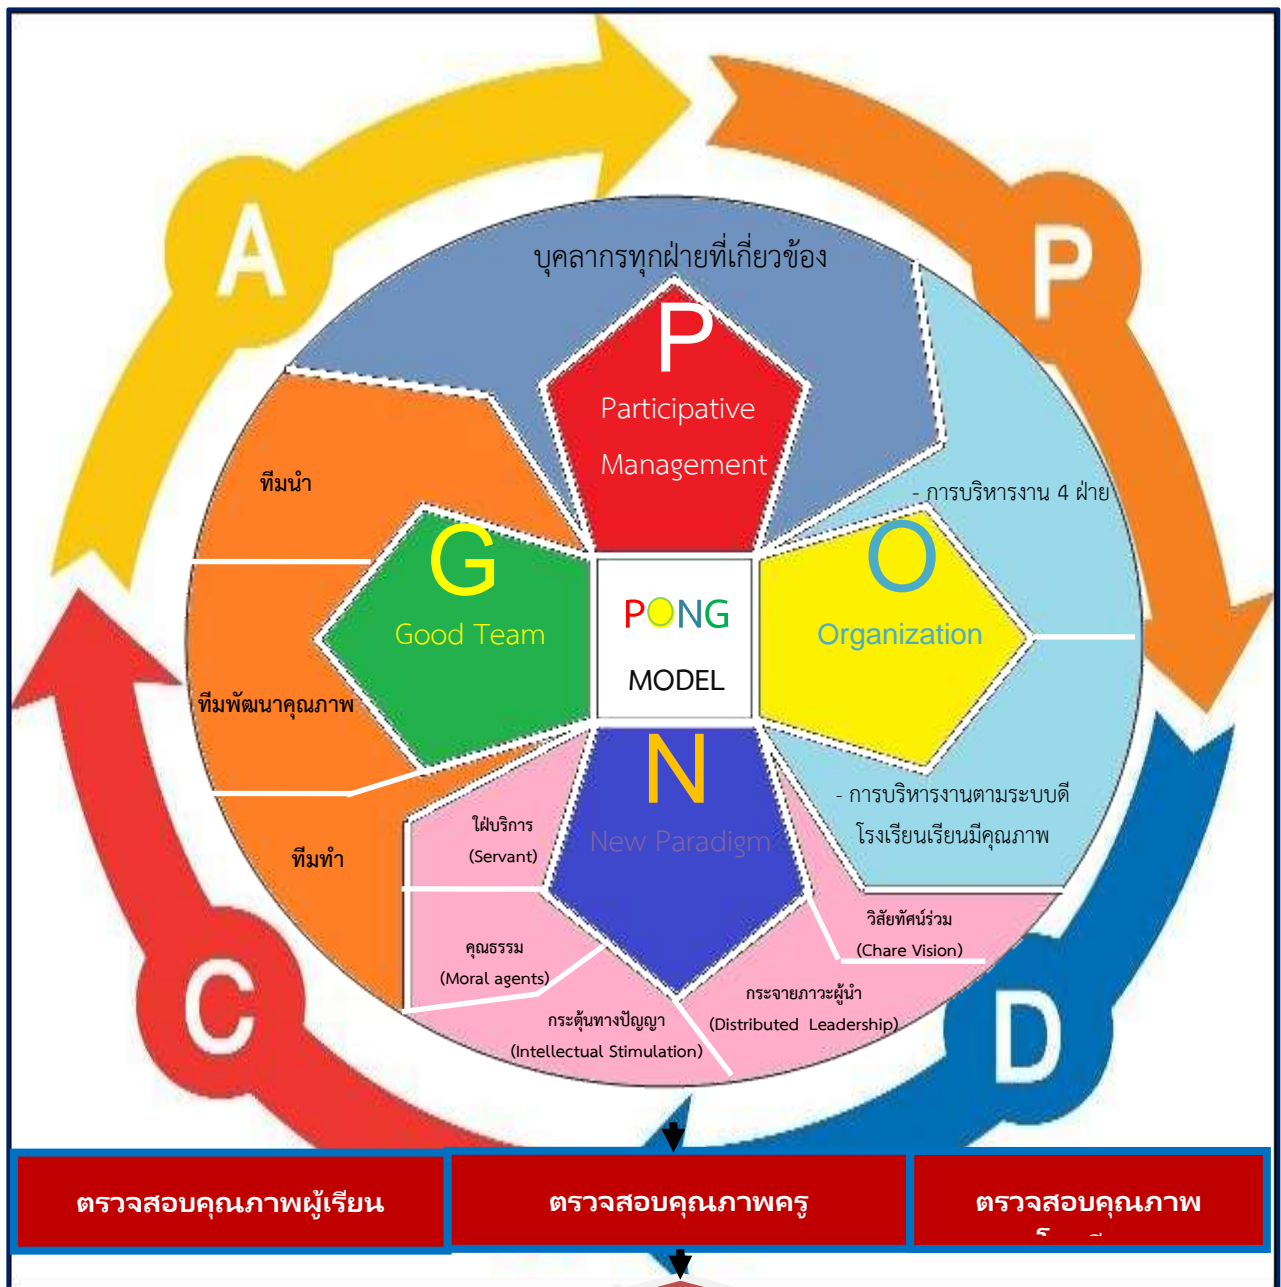 A
P
บุคลากรทุกฝ่ายที่เกี่ยวข้อง
P
Participative
Management
ทีมนำ
- การบริหารงาน 4 ฝ่าย
G
Good Team
O
Organization
PONG
MODEL
ทีมพัฒนาคุณภาพ
N
New Paradigm
- การบริหารงานตามระบบดี
โรงเรียนเรียนมีคุณภาพ
ทีมทำ
ใฝ่บริการ
(Servant)
วิสัยทัศน์ร่วม
(Chare Vision)
คุณธรรม
(Moral agents)
กระจายภาวะผู้นำ
(Distributed Leadership)
กระตุ้นทางปัญญา
(Intellectual Stimulation)
C
D
ตรวจสอบคุณภาพผู้เรียน
ตรวจสอบคุณภาพครู
ตรวจสอบคุณภาพ